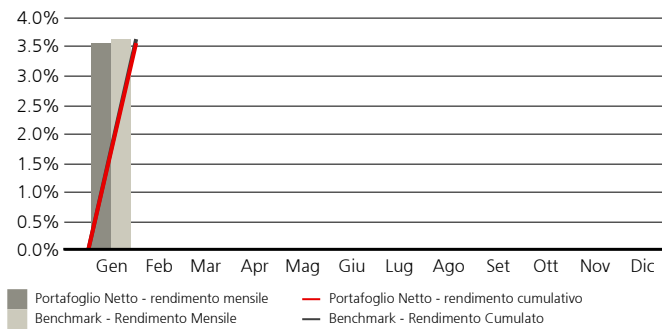 4.0%
3.5%
3.0%
2.5%
2.0%
1.5%
1.0%
0.5%
0.0%
Gen Feb Mar Apr Mag Giu Lug Ago Set Ott Nov Dic
Portafoglio Netto - rendimento mensile
Portafoglio Netto - rendimento cumulativo
Benchmark - Rendimento Mensile
Benchmark - Rendimento Cumulato